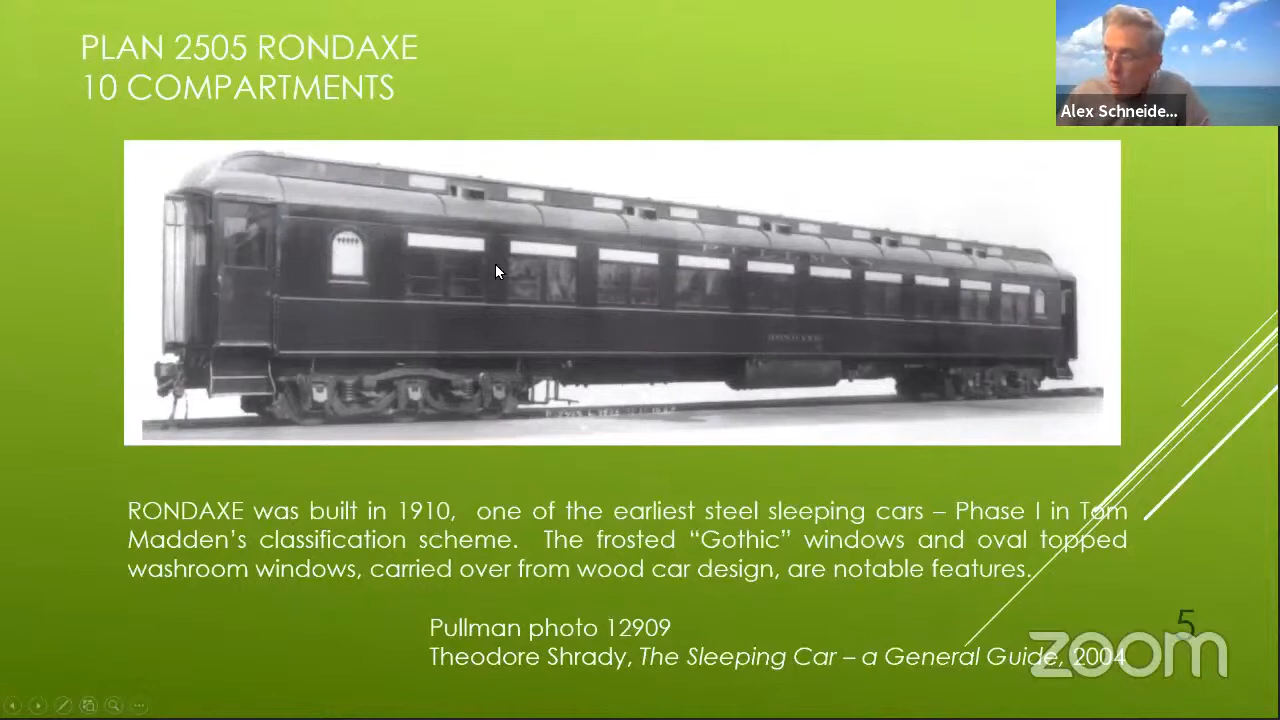 PLAN 2505 RONDAXE
10 COMPARTMENTS
Alex Schneide...
PULLMAN
RONDAXE
RONDAXE was built in 1910, one of the earliest steel sleeping cars – Phase I in Tom
Madden’s classification scheme. The frosted “Gothic” windows and oval topped
washroom windows, carried over from wood car design, are notable features.
Pullman photo 12909
Theodore Shrady, The Sleeping Car – a General Guide, 2004
5
zoom